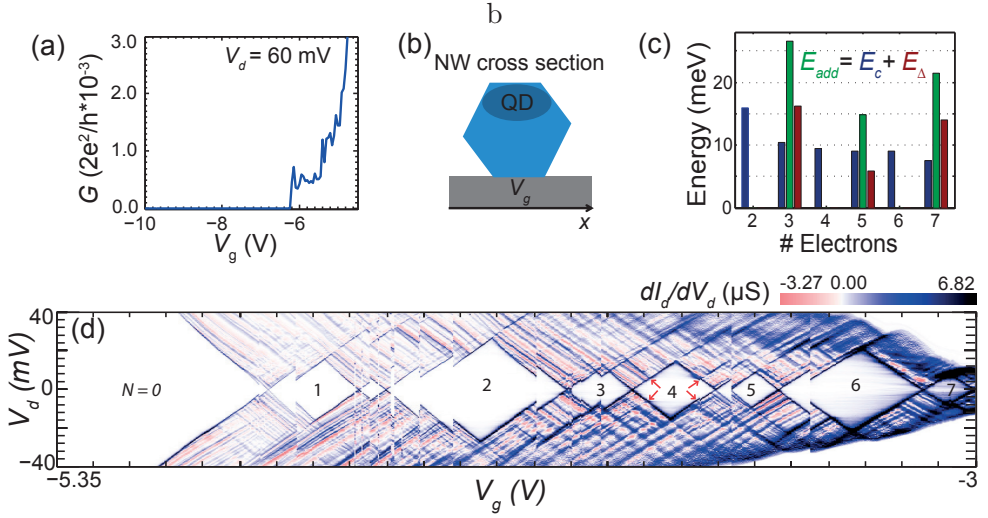 b
(a)
V_d = 60 mV
3.0
2.0
1.0
0.0
G (2e²/h*10⁻³)
−10
−8
−6
V_g (V)
(b)
NW cross section
QD
V_g
x
(c)
E_add = E_c + E_Δ
Energy (meV)
20
10
0
2
3
4
5
6
7
# Electrons
dI_d/dV_d (µS)
-3.27 0.00 6.82
(d)
40
0
−40
V_d (mV)
N=0
1
2
3
4
5
6
7
−5.35
−3
V_g (V)